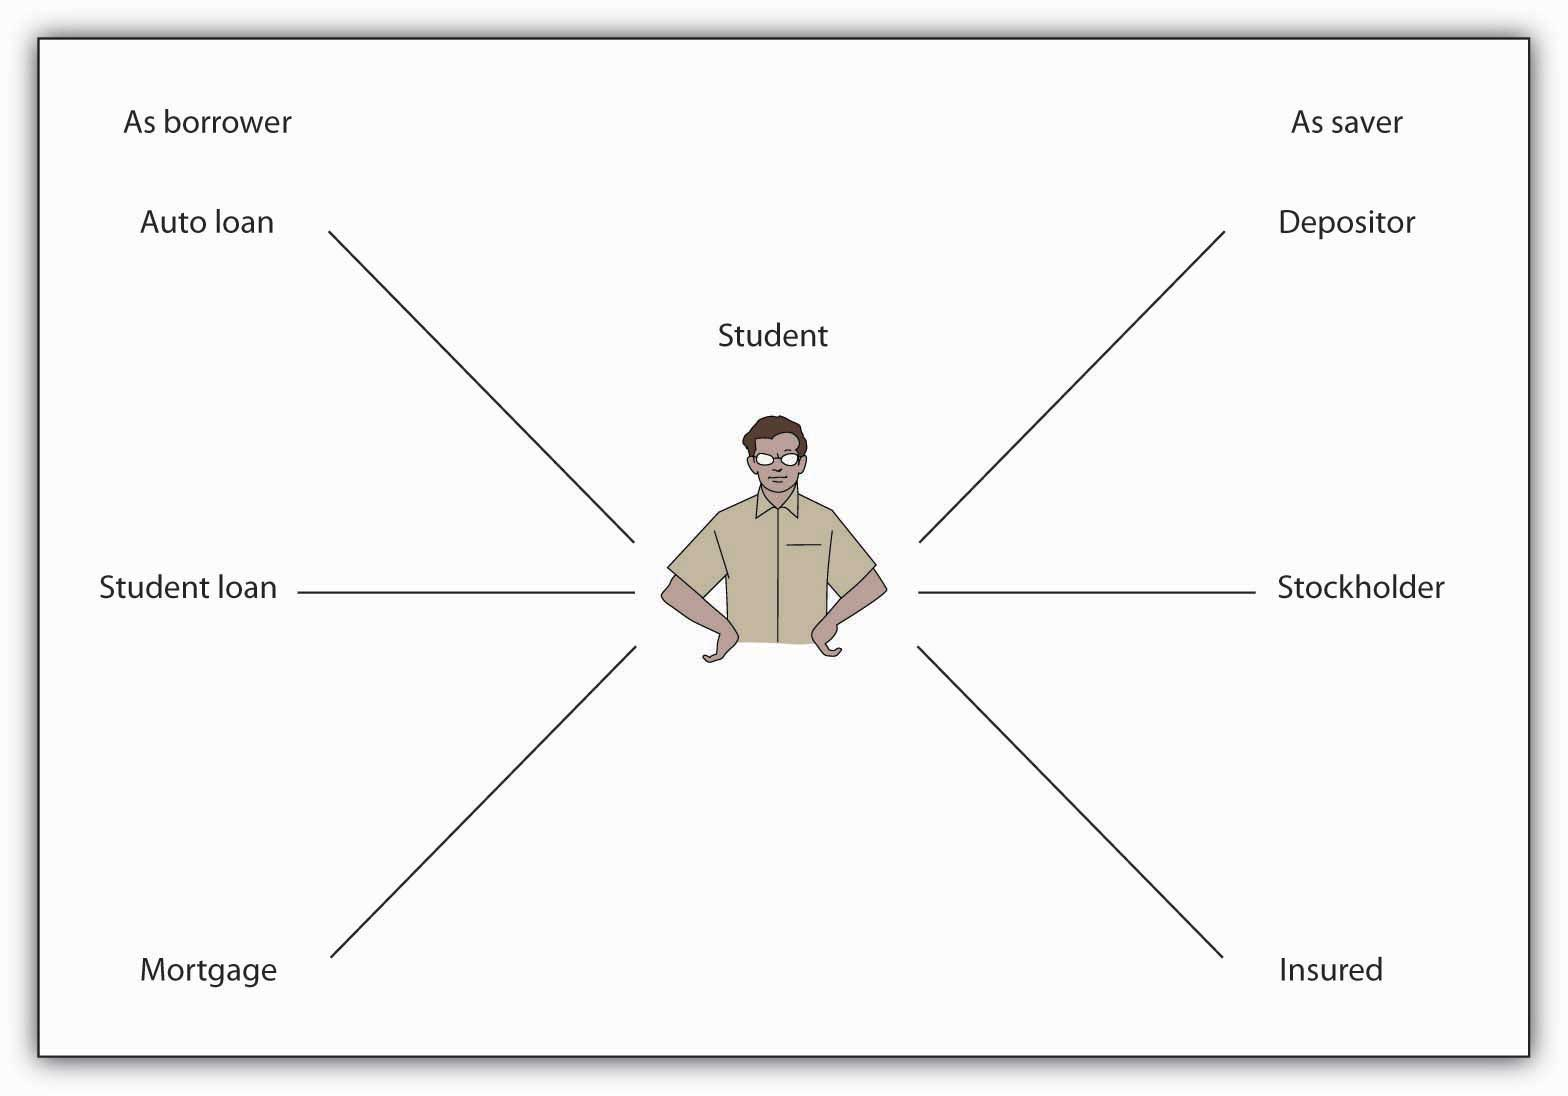 As borrower
As saver
Auto loan
Depositor
Student
Student loan
Stockholder
Mortgage
Insured